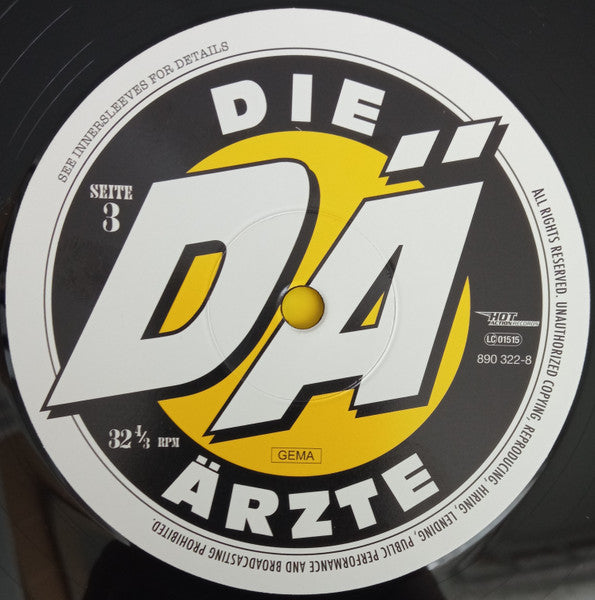 SEE INNERSLEEVES FOR DETAILS
DIE
DÄ
SEITE
3
HOT
ACTION RECORDS
LC 01515
890 322-8
32 4/3 RPM
GEMA
ÄRZTE
ALL RIGHTS RESERVED. UNAUTHORIZED COPYING, REPRODUCING, HIRING, LENDING, PUBLIC PERFORMANCE AND BROADCASTING PROHIBITED.